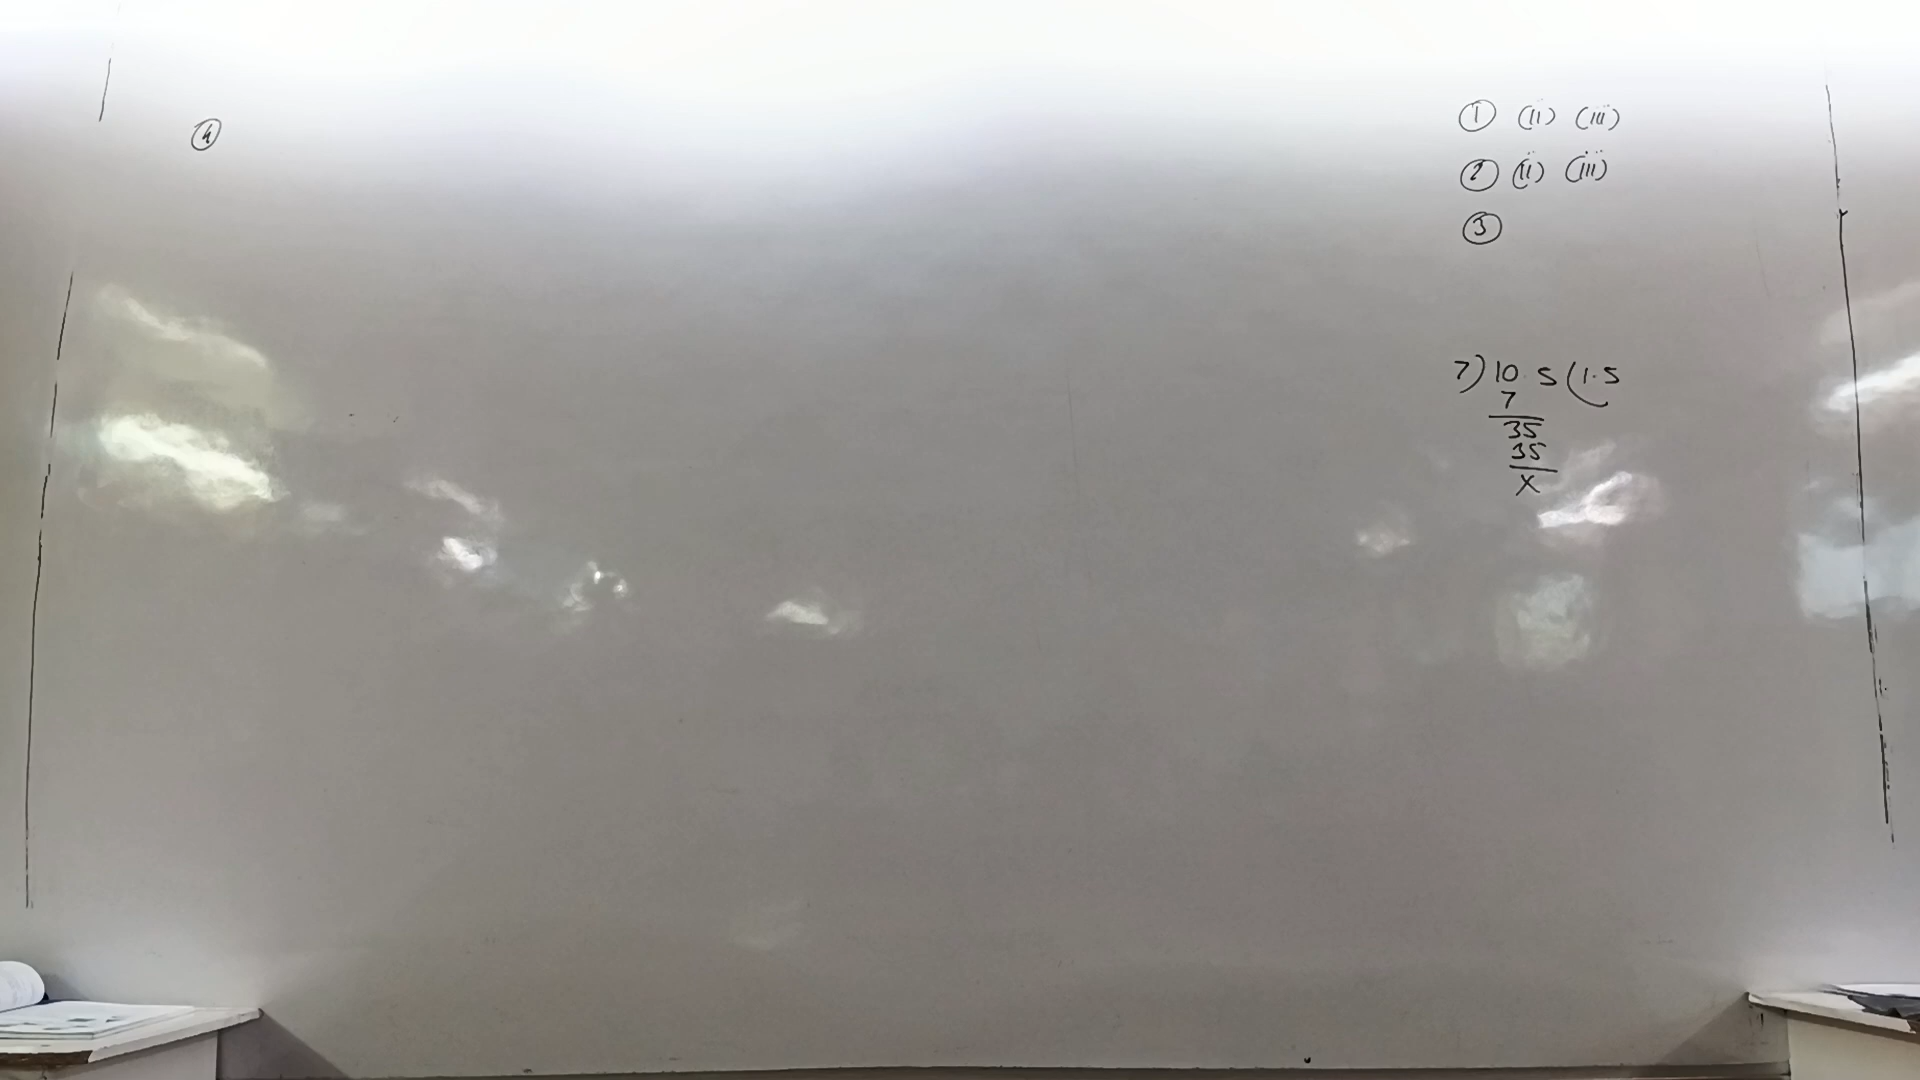 ④
① (ii) (iii)
② (ii) (iii)
③
7) 10.5 (1.5
7
35
35
x